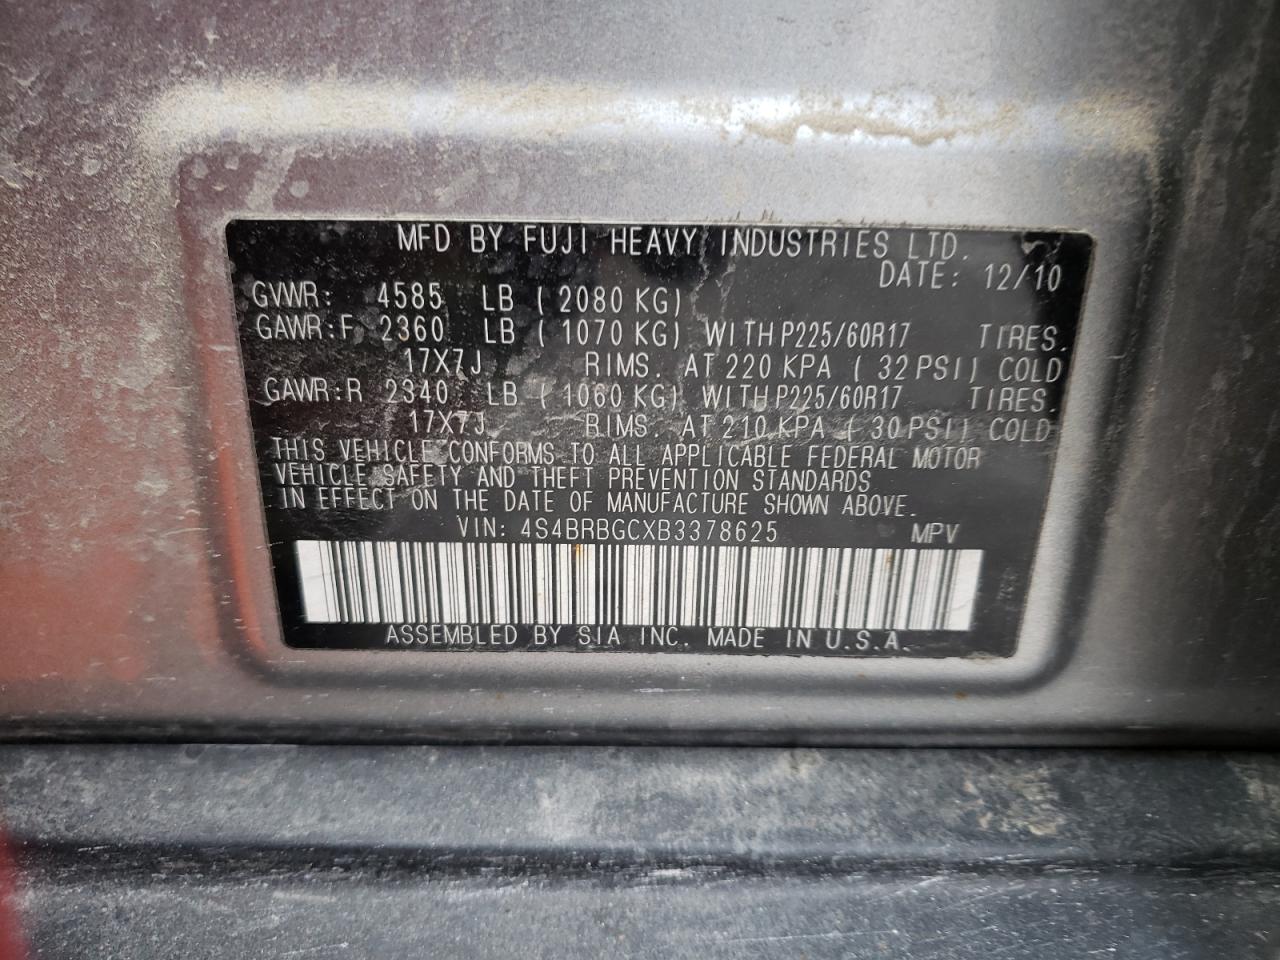 MFD BY FUJI HEAVY INDUSTRIES LTD.
DATE: 12/10
GVWR: 4585 LB ( 2080 KG)
GAWR:F 2360 LB ( 1070 KG) WITH P225/60R17 TIRES.
17X7J RIMS. AT 220 KPA ( 32 PSI) COLD
GAWR:R 2340 LB ( 1060 KG) WITH P225/60R17 TIRES.
17X7J RIMS. AT 210 KPA ( 30 PSI) COLD
THIS VEHICLE CONFORMS TO ALL APPLICABLE FEDERAL MOTOR
VEHICLE SAFETY AND THEFT PREVENTION STANDARDS
IN EFFECT ON THE DATE OF MANUFACTURE SHOWN ABOVE.
VIN: 4S4BRBGCXB3378625 MPV
ASSEMBLED BY SIA INC. MADE IN U.S.A.